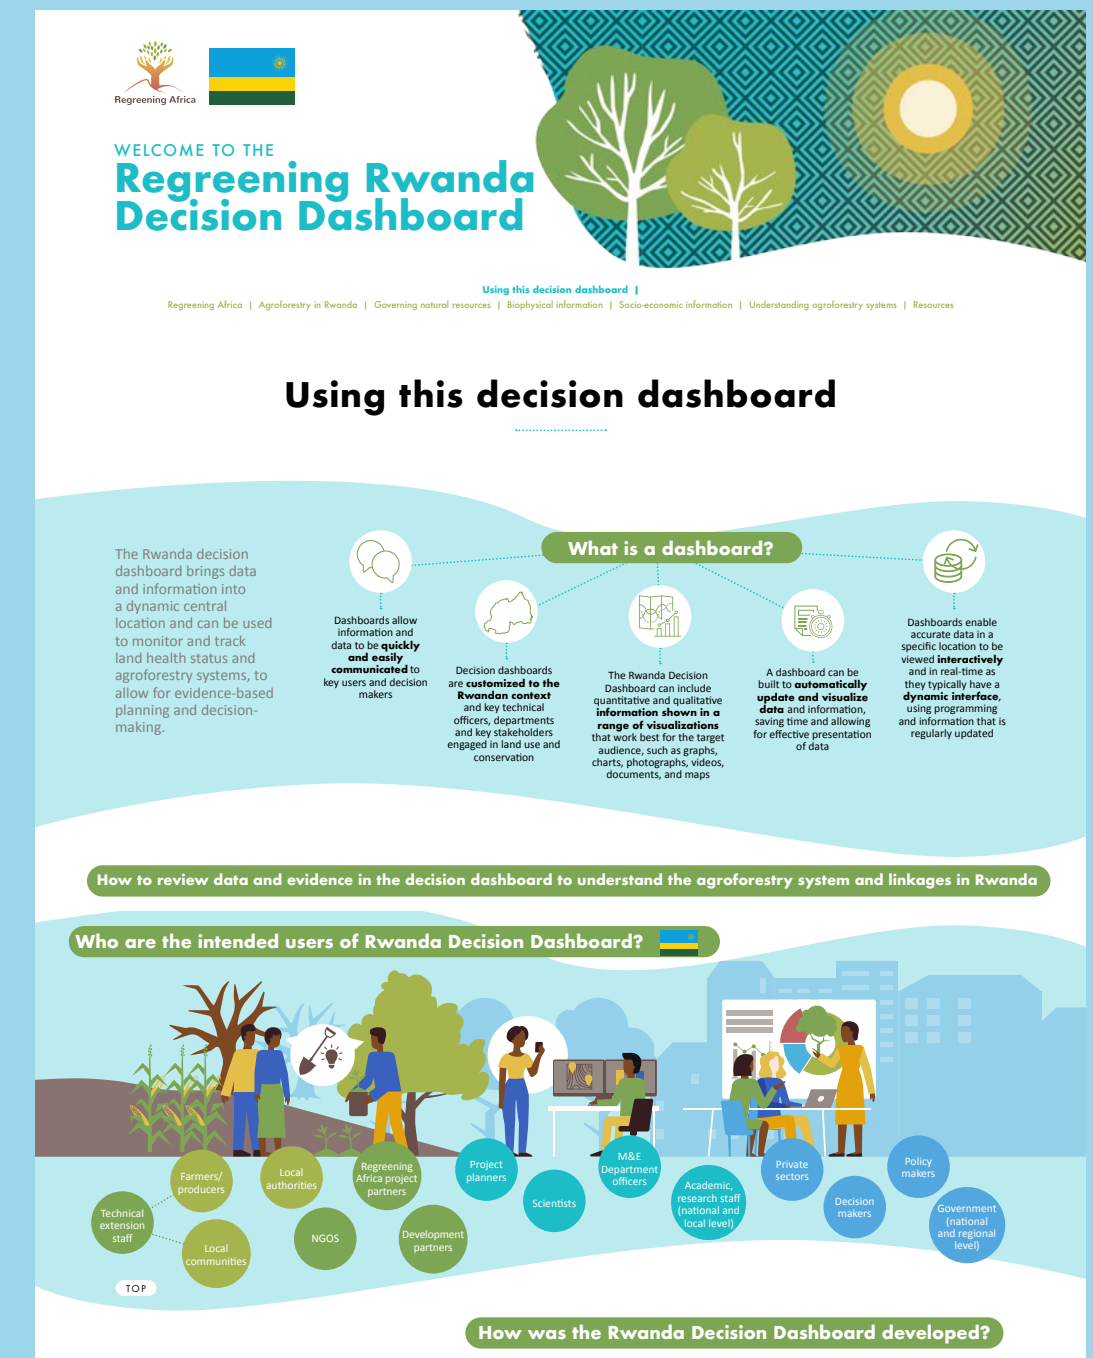 Regreening Africa
WELCOME TO THE
Regreening Rwanda
Decision Dashboard
Using this decision dashboard |
Regreening Africa | Agroforestry in Rwanda | Governing natural resources | Biophysical information | Socio-economic information | Understanding agroforestry systems | Resources
Using this decision dashboard
The Rwanda decision
dashboard brings data
and information into
a dynamic central
location and can be used
to monitor and track
land health status and
agroforestry systems, to
allow for evidence-based
planning and decision-
making.
What is a dashboard?
Dashboards allow
information and
data to be quickly
and easily
communicated to
key users and decision
makers
Decision dashboards
are customized to the
Rwandan context
and key technical
officers, departments
and key stakeholders
engaged in land use and
conservation
The Rwanda Decision
Dashboard can include
quantitative and qualitative
information shown in a
range of visualizations
that work best for the target
audience, such as graphs,
charts, photographs, videos,
documents, and maps
A dashboard can be
built to automatically
update and visualize
data and information,
saving time and allowing
for effective presentation
of data
Dashboards enable
accurate data in a
specific location to be
viewed interactively
and in real-time as
they typically have a
dynamic interface,
using programming
and information that is
regularly updated
How to review data and evidence in the decision dashboard to understand the agroforestry system and linkages in Rwanda
Who are the intended users of Rwanda Decision Dashboard?
Technical
extension
staff
Farmers/
producers
Local
communities
Local
authorities
NGOS
Regreening
Africa project
partners
Development
partners
Project
planners
Scientists
M&E
Department
officers
Academic,
research staff
(national and
local level)
Private
sectors
Decision
makers
Policy
makers
Government
(national
and regional
level)
TOP
How was the Rwanda Decision Dashboard developed?